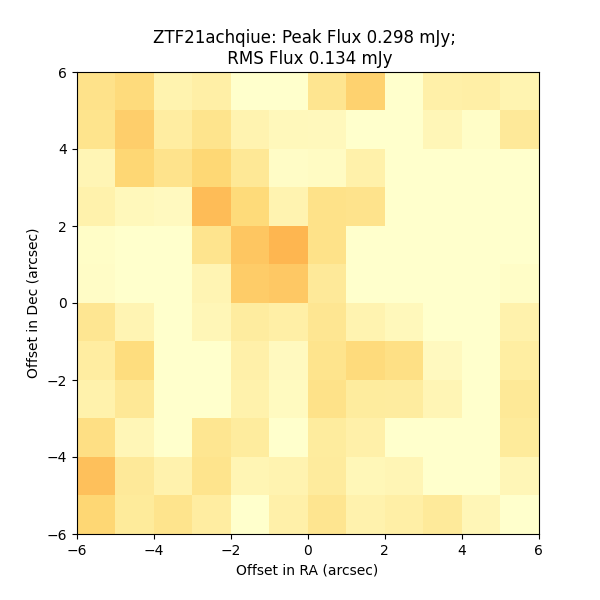 ZTF21achqiue: Peak Flux 0.298 mJy;
RMS Flux 0.134 mJy
6
4
2
0
−2
−4
−6
Offset in Dec (arcsec)
−6 −4 −2 0 2 4 6
Offset in RA (arcsec)